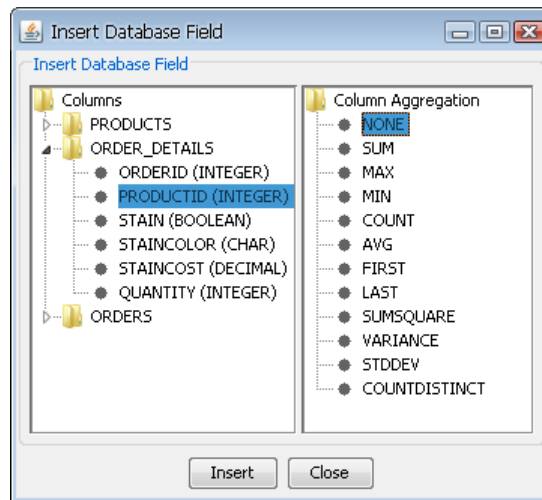 Insert Database Field
Insert Database Field
Columns
PRODUCTS
ORDER_DETAILS
ORDERID (INTEGER)
PRODUCTID (INTEGER)
STAIN (BOOLEAN)
STAINCOLOR (CHAR)
STAINCOST (DECIMAL)
QUANTITY (INTEGER)
ORDERS
Column Aggregation
NONE
SUM
MAX
MIN
COUNT
AVG
FIRST
LAST
SUMSQUARE
VARIANCE
STDDEV
COUNTDISTINCT
Insert
Close